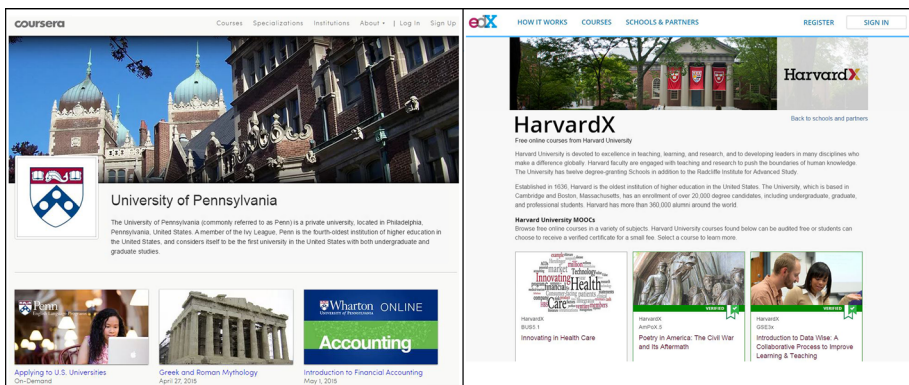 coursera
Courses Specializations Institutions About | Log In Sign Up
University of Pennsylvania
The University of Pennsylvania (commonly referred to as Penn) is a private university, located in Philadelphia,
Pennsylvania, United States. A member of the Ivy League, Penn is the fourth-oldest institution of higher education in
the United States, and considers itself to be the first university in the United States with both undergraduate and
graduate studies.
Penn
Applying to U.S. Universities
On-Demand
Greek and Roman Mythology
April 27, 2015
Wharton ONLINE
UNIVERSITY of PENNSYLVANIA
Accounting
Introduction to Financial Accounting
May 1, 2015
edX
HOW IT WORKS COURSES SCHOOLS & PARTNERS REGISTER SIGN IN
HarvardX
HarvardX
Back to schools and partners
Free online courses from Harvard University
Harvard University is devoted to excellence in teaching, learning, and research, and to developing leaders in many disciplines who
make a difference globally. Harvard faculty are engaged with teaching and research to push the boundaries of human knowledge.
The University has twelve degree-granting Schools in addition to the Radcliffe Institute for Advanced Study.
Established in 1636, Harvard is the oldest institution of higher education in the United States. The University, which is based in
Cambridge and Boston, Massachusetts, has an enrollment of over 20,000 degree candidates, including undergraduate, graduate,
and professional students. Harvard has more than 360,000 alumni around the world.
Harvard University MOOCs
Browse free online courses in a variety of subjects. Harvard University courses found below can be audited free or students can
choose to receive a verified certificate for a small fee. Select a course to learn more.
market Technology
Innovating Health
Care
HarvardX
BUS5.1
Innovating in Health Care
VERIFIED
HarvardX
AmPoX.5
Poetry in America: The Civil War
and Its Aftermath
VERIFIED
HarvardX
GSE3x
Introduction to Data Wise: A
Collaborative Process to Improve
Learning & Teaching